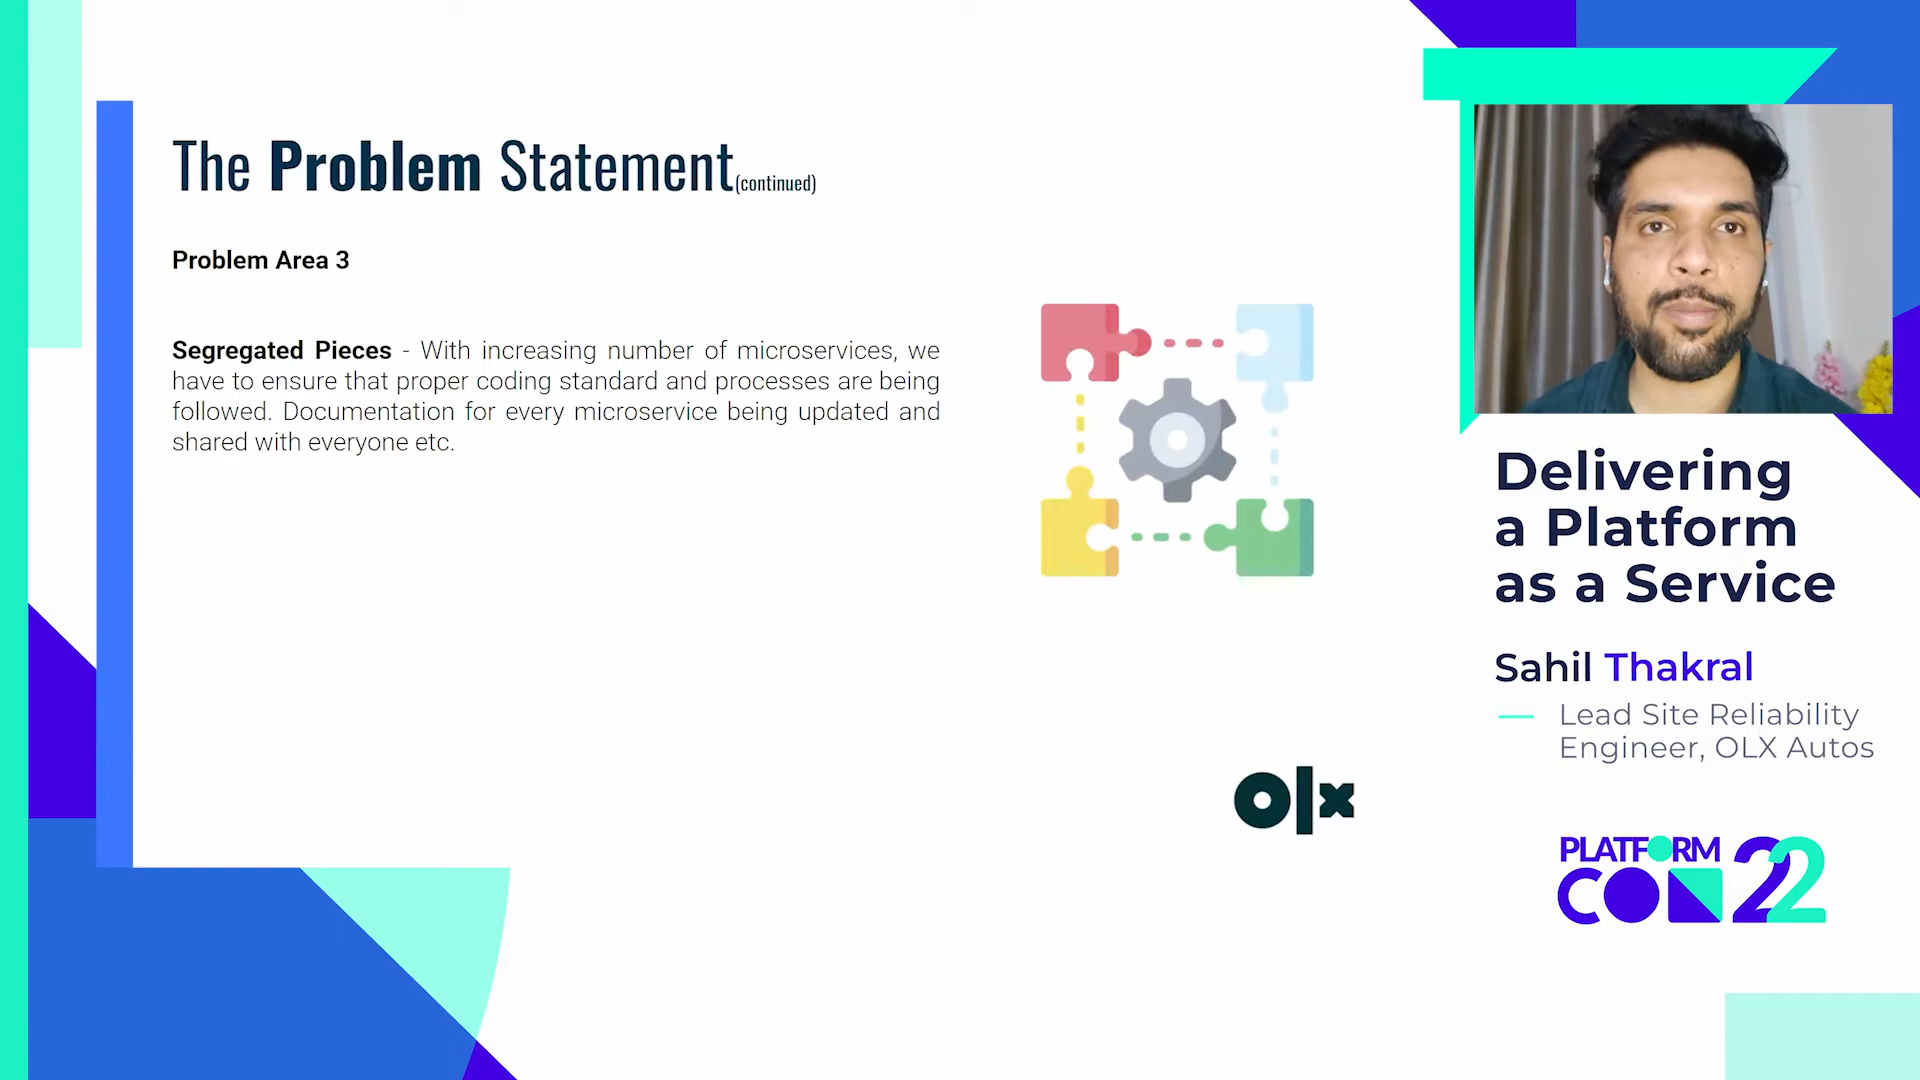 The Problem Statement(continued)
Problem Area 3
Segregated Pieces - With increasing number of microservices, we
have to ensure that proper coding standard and processes are being
followed. Documentation for every microservice being updated and
shared with everyone etc.
olx
Delivering
a Platform
as a Service
Sahil Thakral
Lead Site Reliability
Engineer, OLX Autos
PLATFORM
CON 22